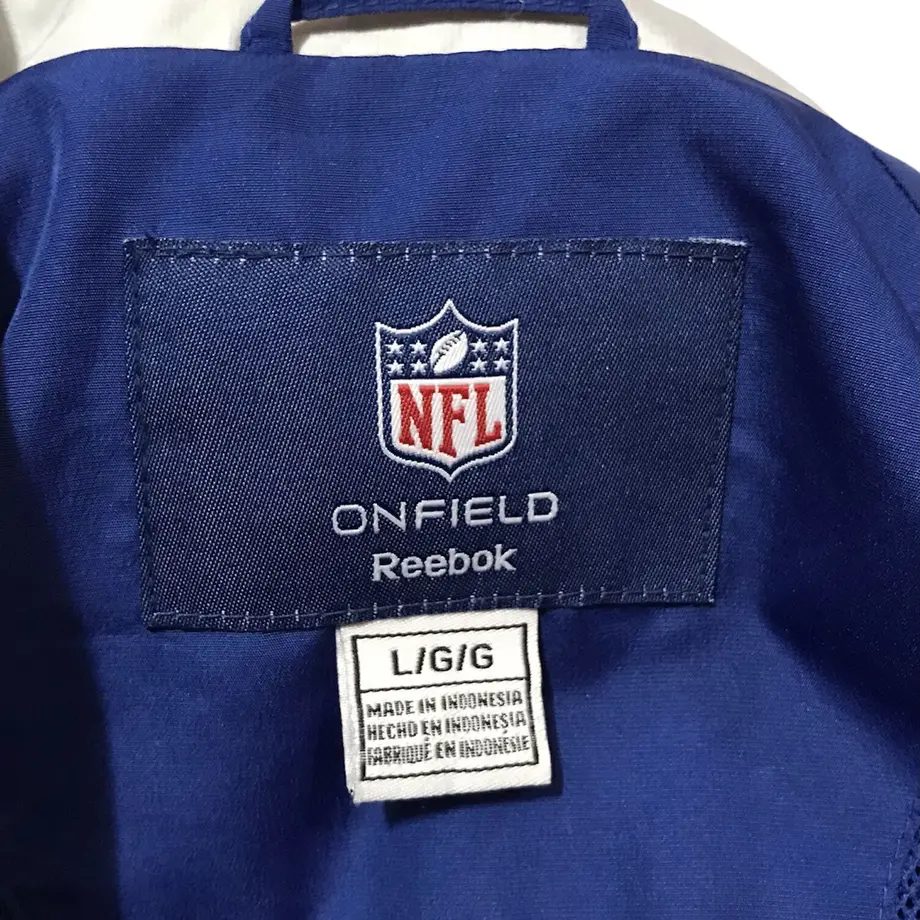 NFL
ONFIELD
Reebok
L/G/G
MADE IN INDONESIA
HECHO EN INDONESIA
FABRIQUÉ EN INDONÉSIE